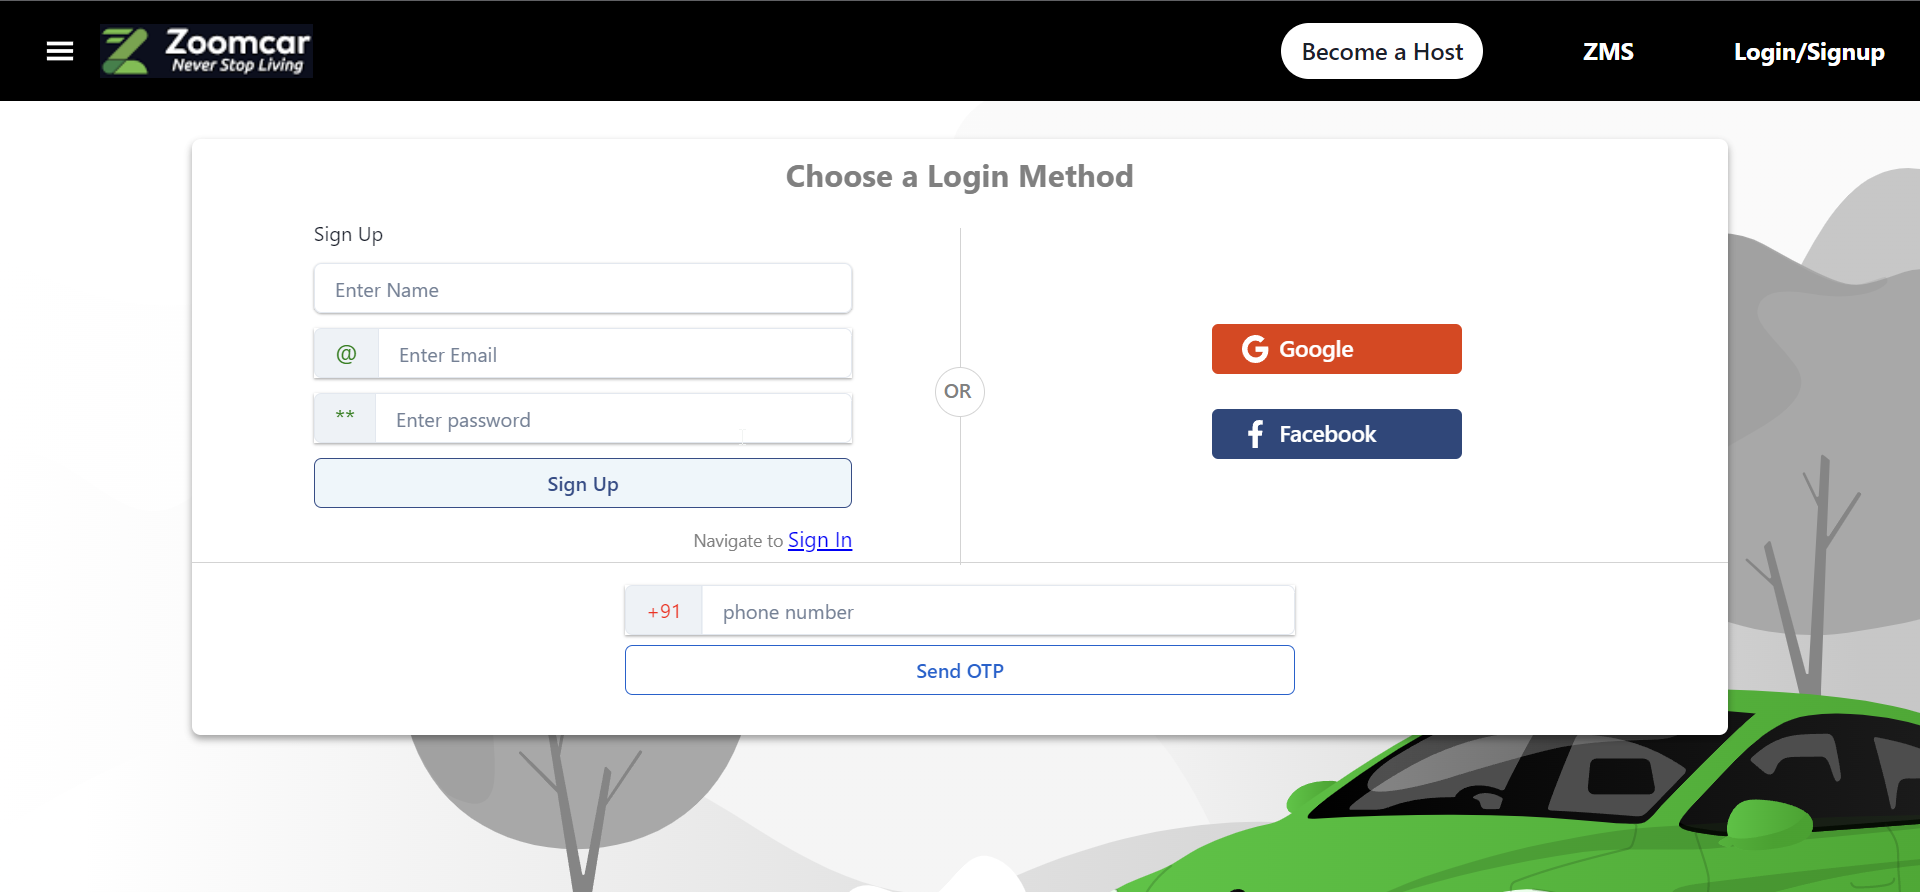 Zoomcar
Never Stop Living
Become a Host
ZMS
Login/Signup
Choose a Login Method
Sign Up
Enter Name
@
Enter Email
**
Enter password
Sign Up
Navigate to Sign In
OR
Google
Facebook
+91
phone number
Send OTP